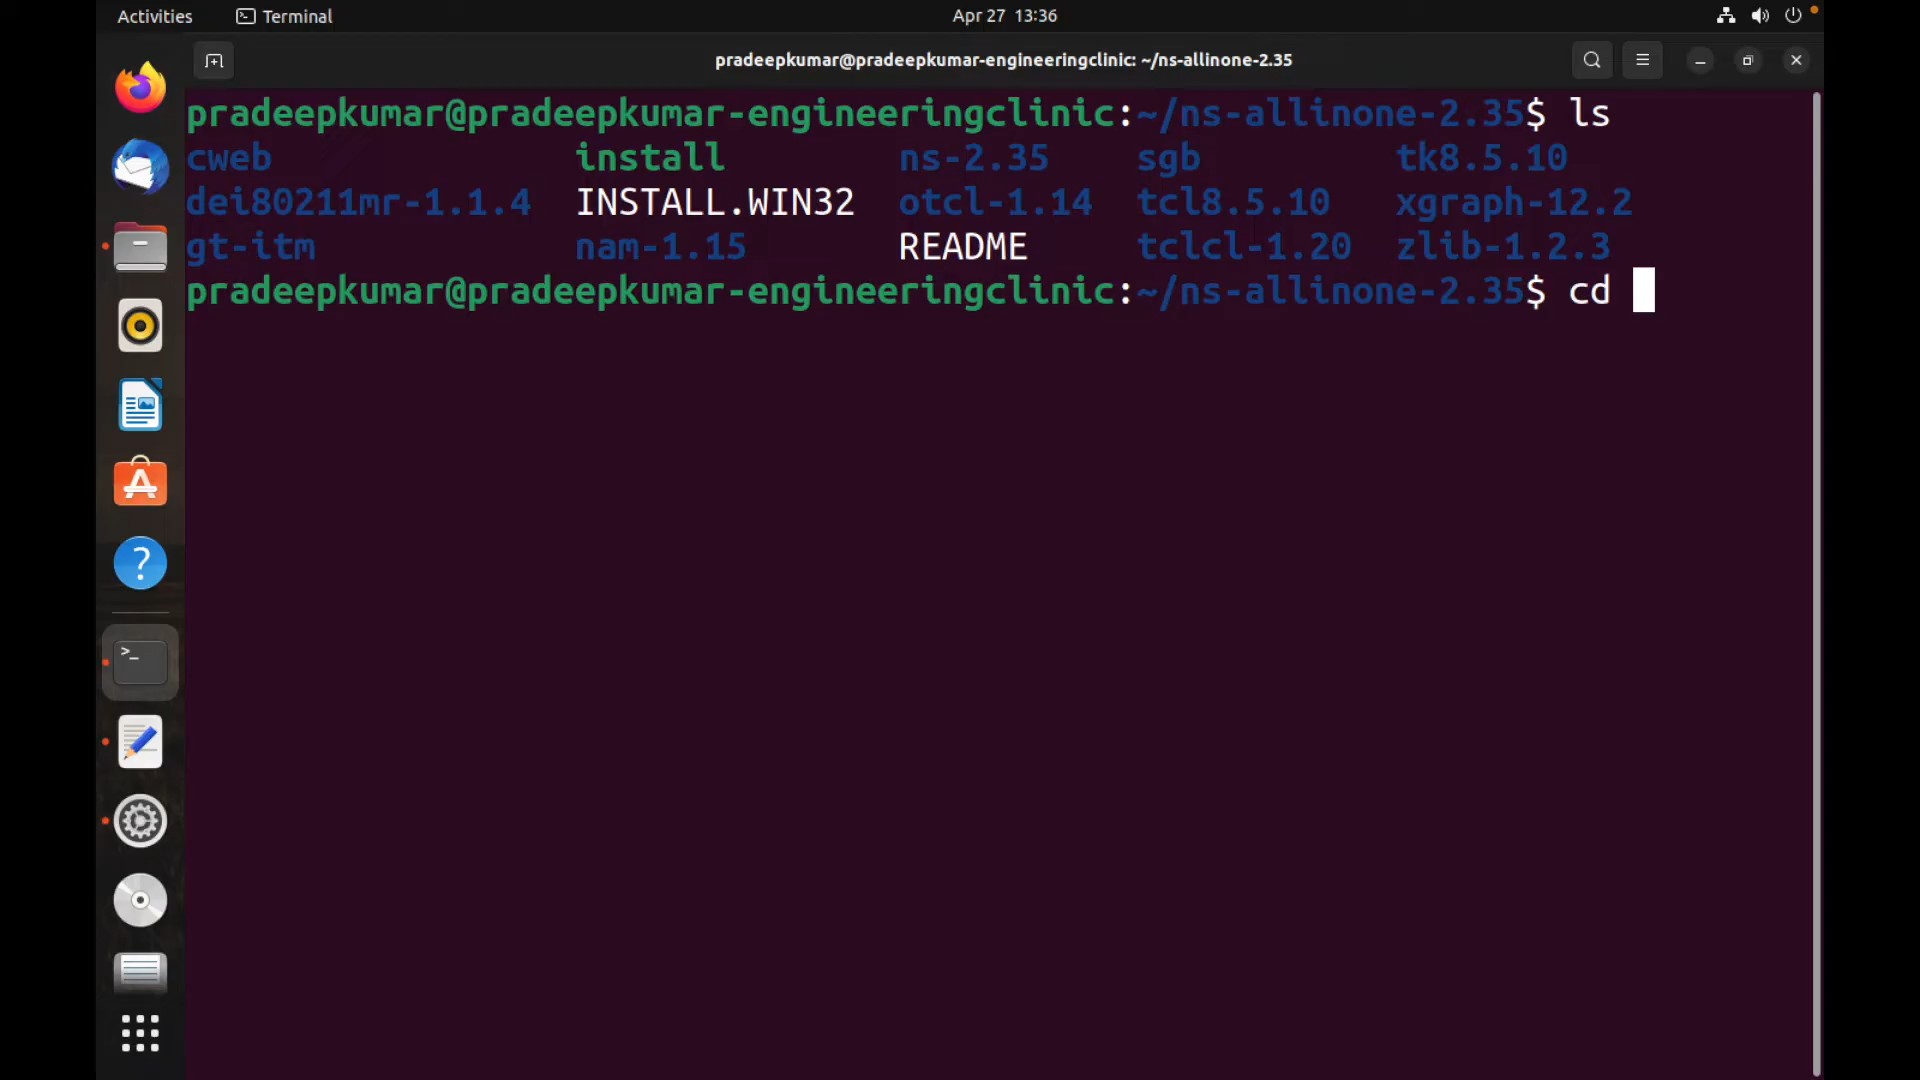 Activities Terminal Apr 27 13:36
pradeepkumar@pradeepkumar-engineeringclinic: ~/ns-allinone-2.35
pradeepkumar@pradeepkumar-engineeringclinic:~/ns-allinone-2.35$ ls
cweb install ns-2.35 sgb tk8.5.10
dei80211mr-1.1.4 INSTALL.WIN32 otcl-1.14 tcl8.5.10 xgraph-12.2
gt-itm nam-1.15 README tclcl-1.20 zlib-1.2.3
pradeepkumar@pradeepkumar-engineeringclinic:~/ns-allinone-2.35$ cd